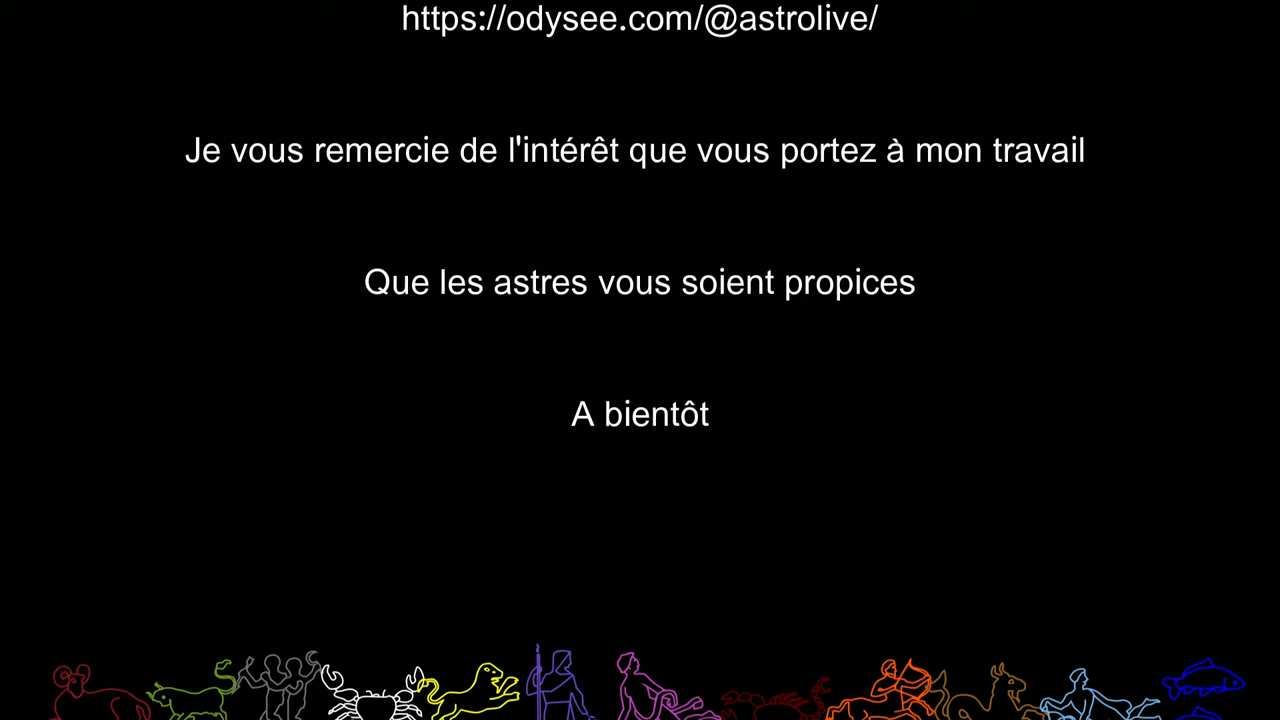 https://odysee.com/@astrolive/
Je vous remercie de l'intérêt que vous portez à mon travail
Que les astres vous soient propices
A bientôt